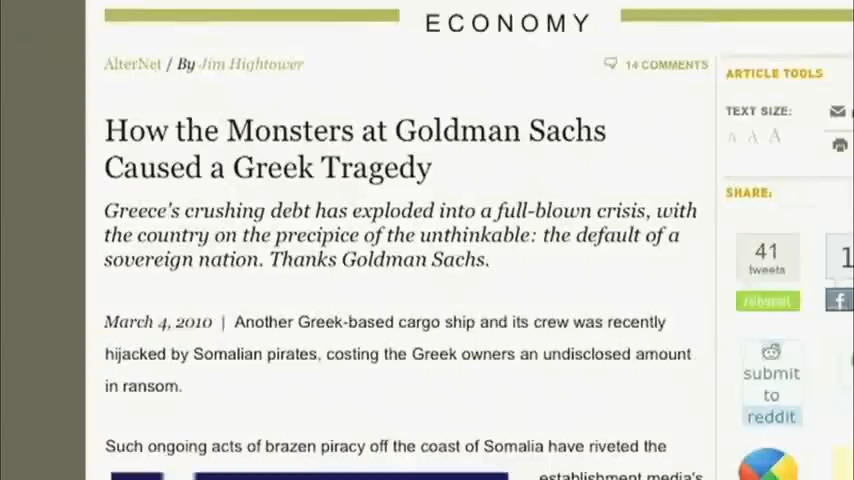 ECONOMY
AlterNet / By Jim Hightower
14 COMMENTS
How the Monsters at Goldman Sachs
Caused a Greek Tragedy
Greece's crushing debt has exploded into a full-blown crisis, with
the country on the precipice of the unthinkable: the default of a
sovereign nation. Thanks Goldman Sachs.
March 4, 2010 | Another Greek-based cargo ship and its crew was recently
hijacked by Somalian pirates, costing the Greek owners an undisclosed amount
in ransom.
Such ongoing acts of brazen piracy off the coast of Somalia have riveted the
establishment media's
ARTICLE TOOLS
TEXT SIZE:
A A A
SHARE:
41
tweets
retweet
1
f
submit
to
reddit